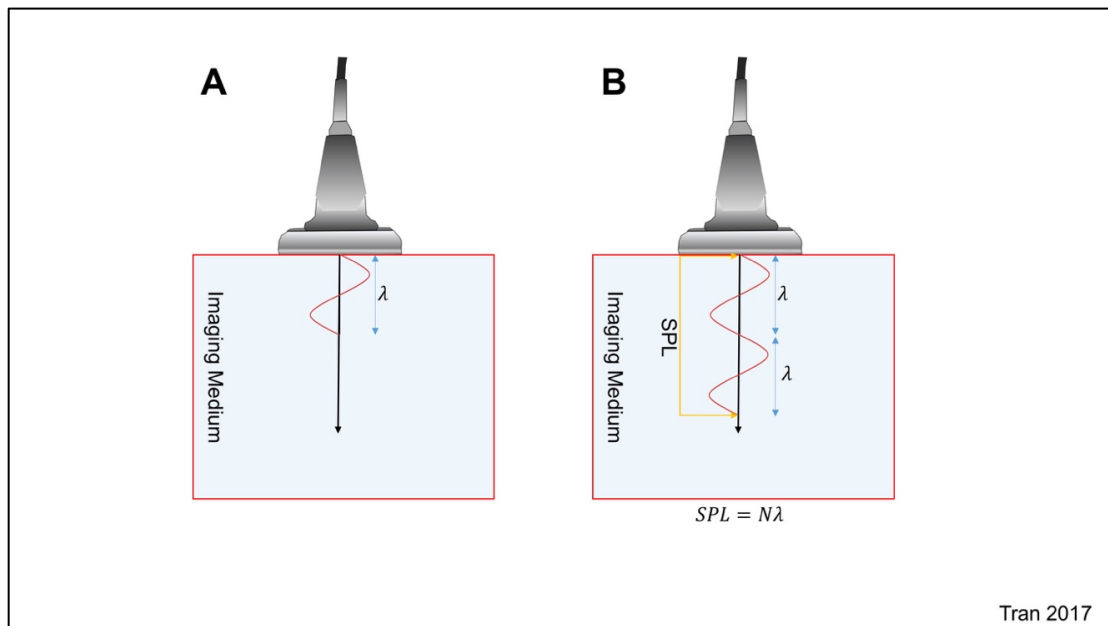 A
λ
Imaging Medium
B
λ
λ
SPL
Imaging Medium
SPL = Nλ
Tran 2017